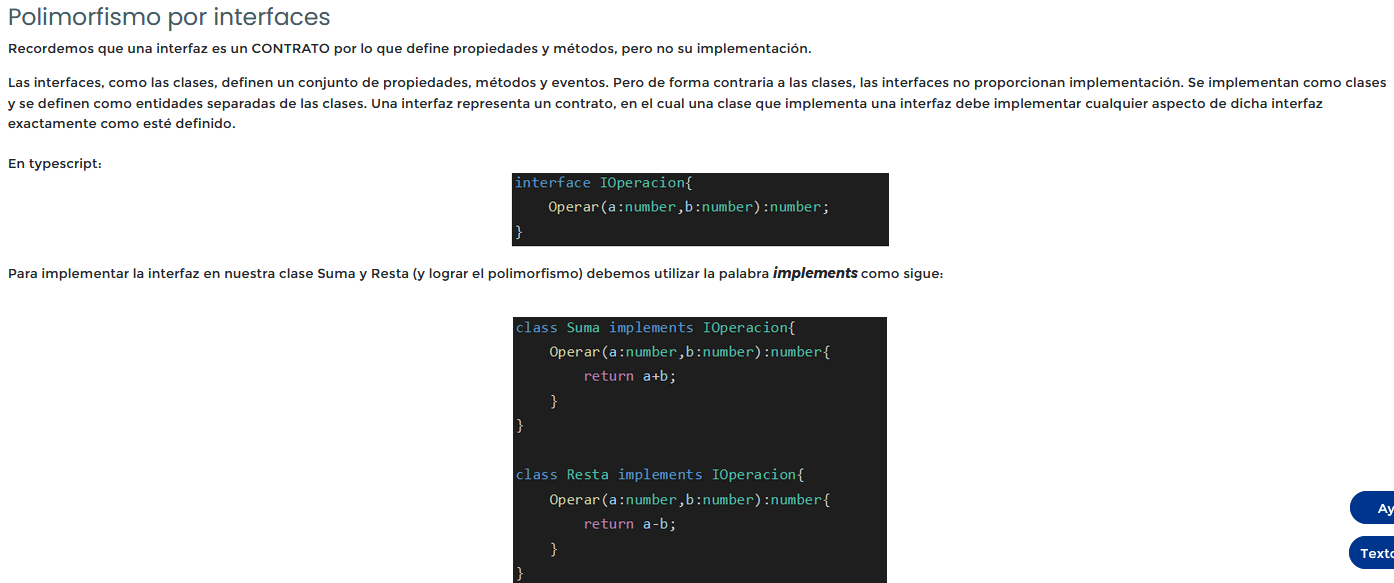 Polimorfismo por interfaces
Recordemos que una interfaz es un CONTRATO por lo que define propiedades y métodos, pero no su implementación.
Las interfaces, como las clases, definen un conjunto de propiedades, métodos y eventos. Pero de forma contraria a las clases, las interfaces no proporcionan implementación. Se implementan como clases
y se definen como entidades separadas de las clases. Una interfaz representa un contrato, en el cual una clase que implementa una interfaz debe implementar cualquier aspecto de dicha interfaz
exactamente como esté definido.
En typescript:
interface IOperacion{
    Operar(a:number,b:number):number;
}
Para implementar la interfaz en nuestra clase Suma y Resta (y lograr el polimorfismo) debemos utilizar la palabra implements como sigue:
class Suma implements IOperacion{
    Operar(a:number,b:number):number{
        return a+b;
    }
}
class Resta implements IOperacion{
    Operar(a:number,b:number):number{
        return a-b;
    }
}
Ay
Texto